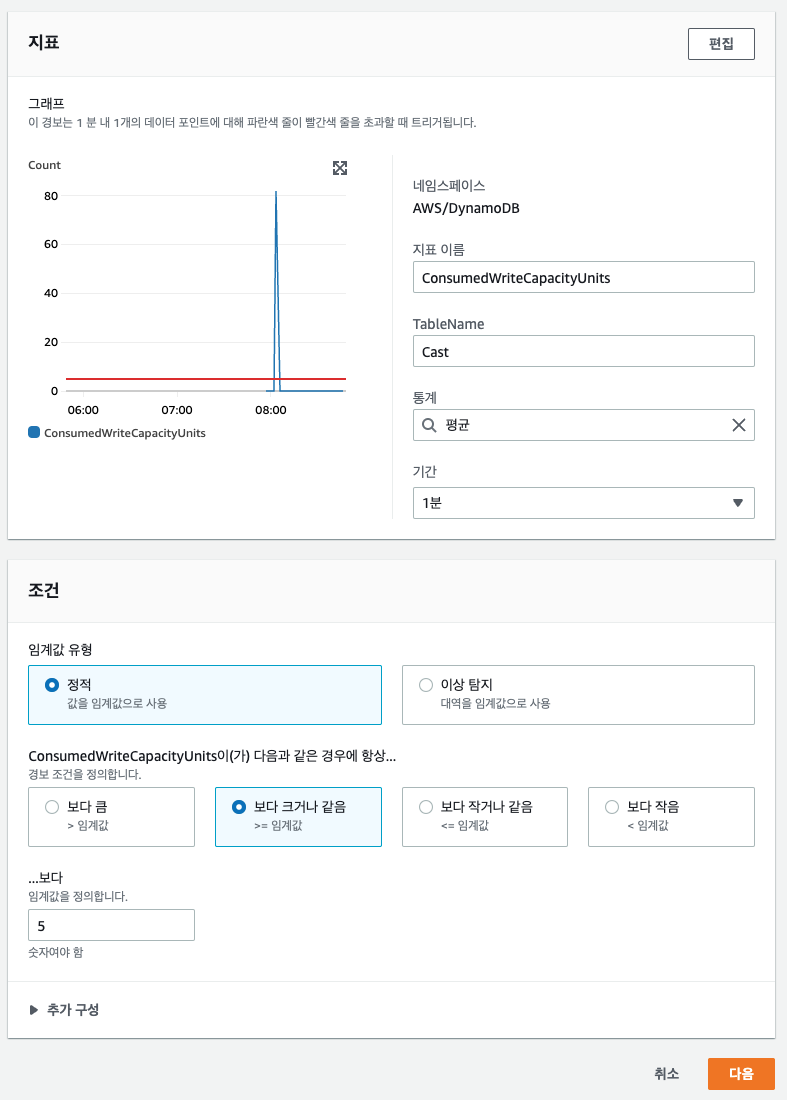 지표
편집
그래프
이 경보는 1 분 내 1개의 데이터 포인트에 대해 파란색 줄이 빨간색 줄을 초과할 때 트리거됩니다.
Count
80
60
40
20
0
06:00 07:00 08:00
ConsumedWriteCapacityUnits
네임스페이스
AWS/DynamoDB
지표 이름
ConsumedWriteCapacityUnits
TableName
Cast
통계
평균
기간
1분
조건
임계값 유형
정적
값을 임계값으로 사용
이상 탐지
대역을 임계값으로 사용
ConsumedWriteCapacityUnits이(가) 다음과 같은 경우에 항상...
경보 조건을 정의합니다.
보다 큼
> 임계값
보다 크거나 같음
>= 임계값
보다 작거나 같음
<= 임계값
보다 작음
< 임계값
...보다
임계값을 정의합니다.
5
숫자여야 함
추가 구성
취소
다음